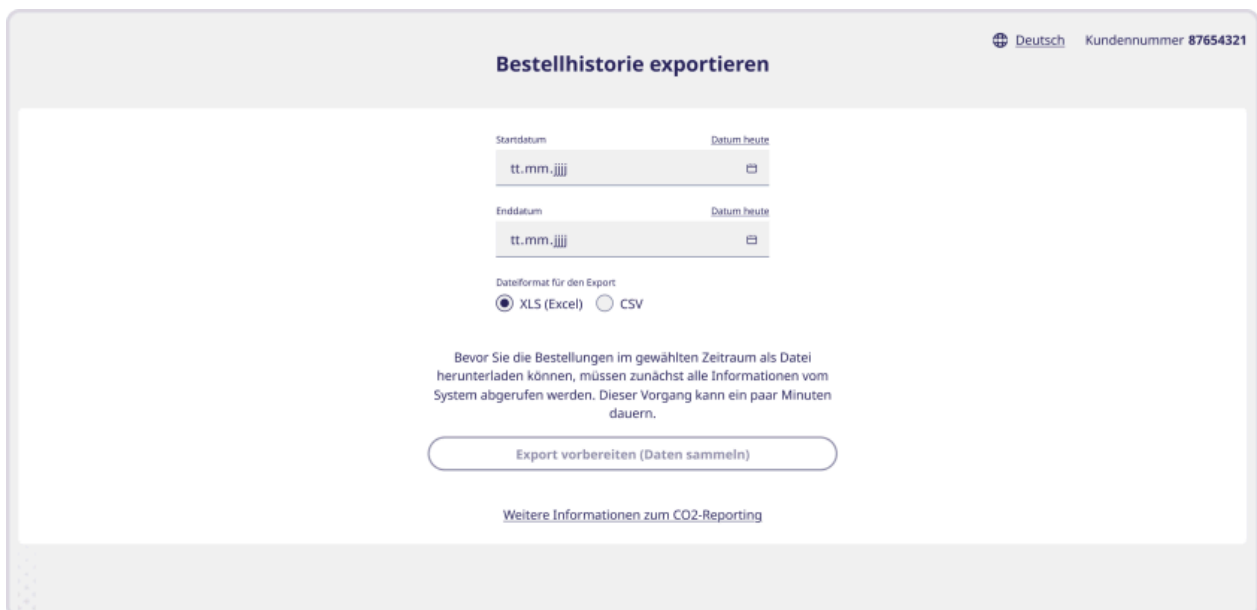 Deutsch Kundennummer 87654321
Bestellhistorie exportieren
Startdatum Datum heute
tt.mm.jjjj
Enddatum Datum heute
tt.mm.jjjj
Dateiformat für den Export
XLS (Excel) CSV
Bevor Sie die Bestellungen im gewählten Zeitraum als Datei
herunterladen können, müssen zunächst alle Informationen vom
System abgerufen werden. Dieser Vorgang kann ein paar Minuten
dauern.
Export vorbereiten (Daten sammeln)
Weitere Informationen zum CO2-Reporting